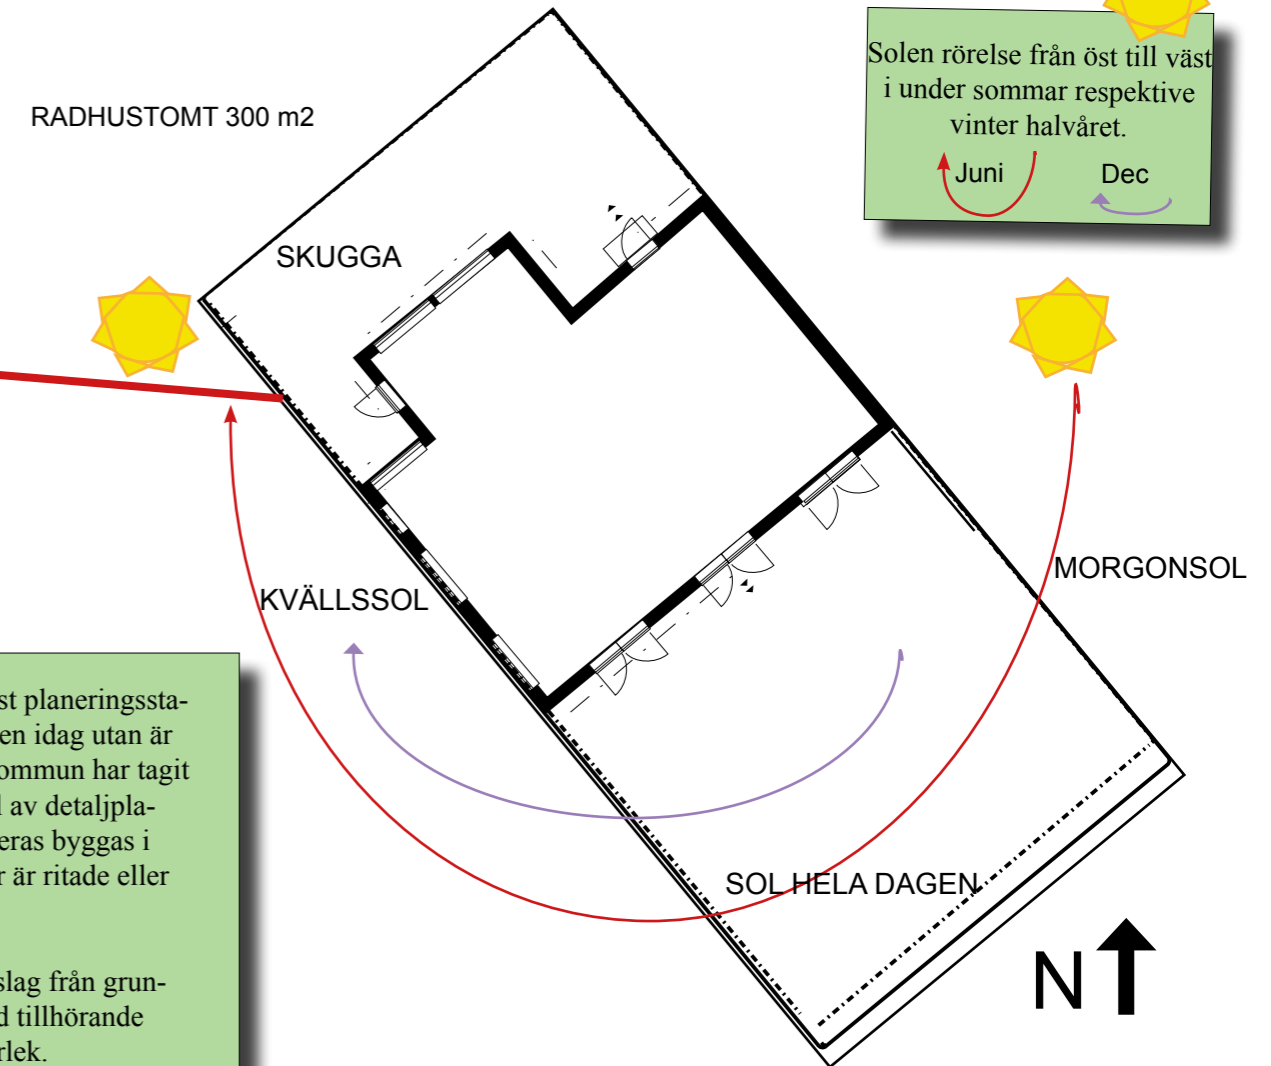 Solen rörelse från öst till väst
i under sommar respektive
vinter halvåret.
Juni
Dec
RADHUSTOMT 300 m2
SKUGGA
MORGONSOL
KVÄLLSSOL
SOL HELA DAGEN
N
st planeringssta-
en idag utan är
ommun har tagit
l av detaljpla-
eras byggas i
r är ritade eller
slag från grun-
d tillhörande
rlek.